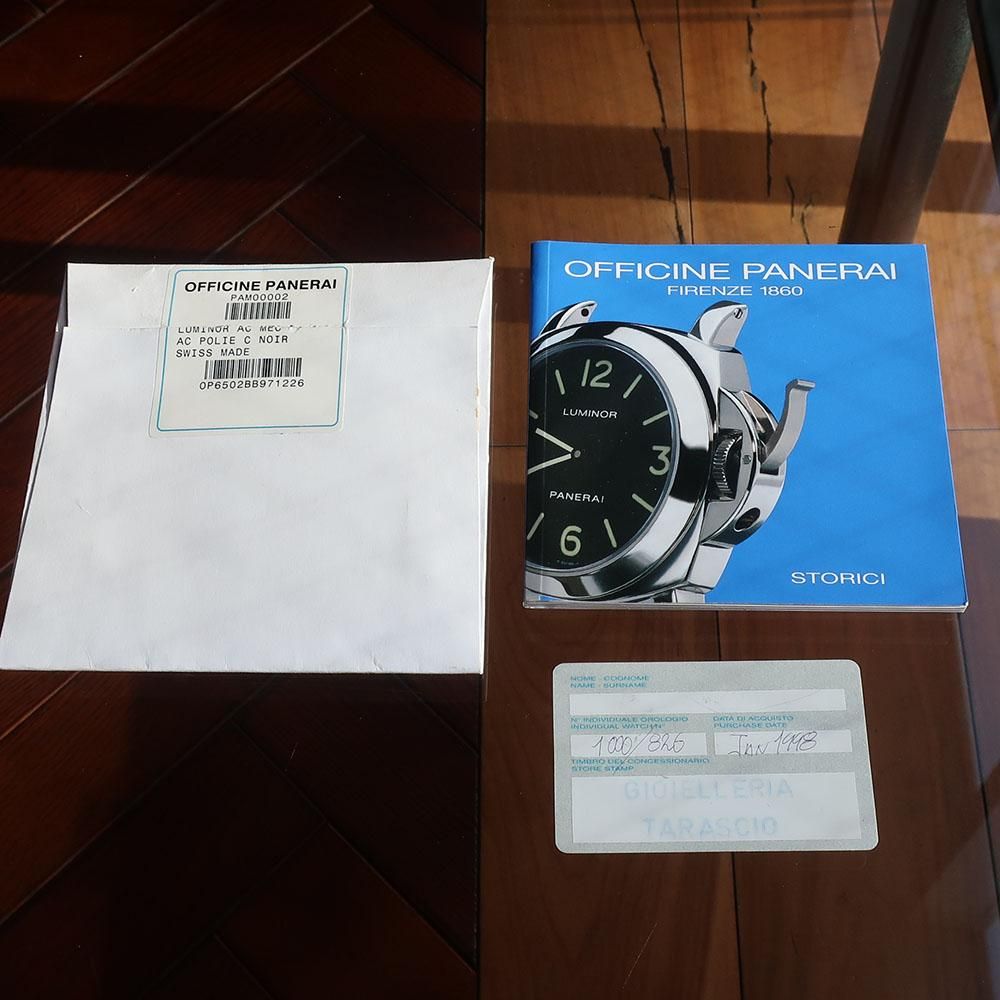 OFFICINE PANERAI
PAM00002
LUMINOR AC MEC
AC POLIE C NOIR
SWISS MADE
OP6502BB971226
OFFICINE PANERAI
FIRENZE 1860
12
LUMINOR
3
PANERAI
6
STORICI
NOME - COGNOME
NAME - SURNAME
N° INDIVIDUALE OROLOGIO
INDIVIDUAL WATCH N°
DATA DI ACQUISTO
PURCHASE DATE
1000/826
JAN 1998
TIMBRO DEL CONCESSIONARIO
STORE STAMP
GIOIELLERIA
TARASCIO